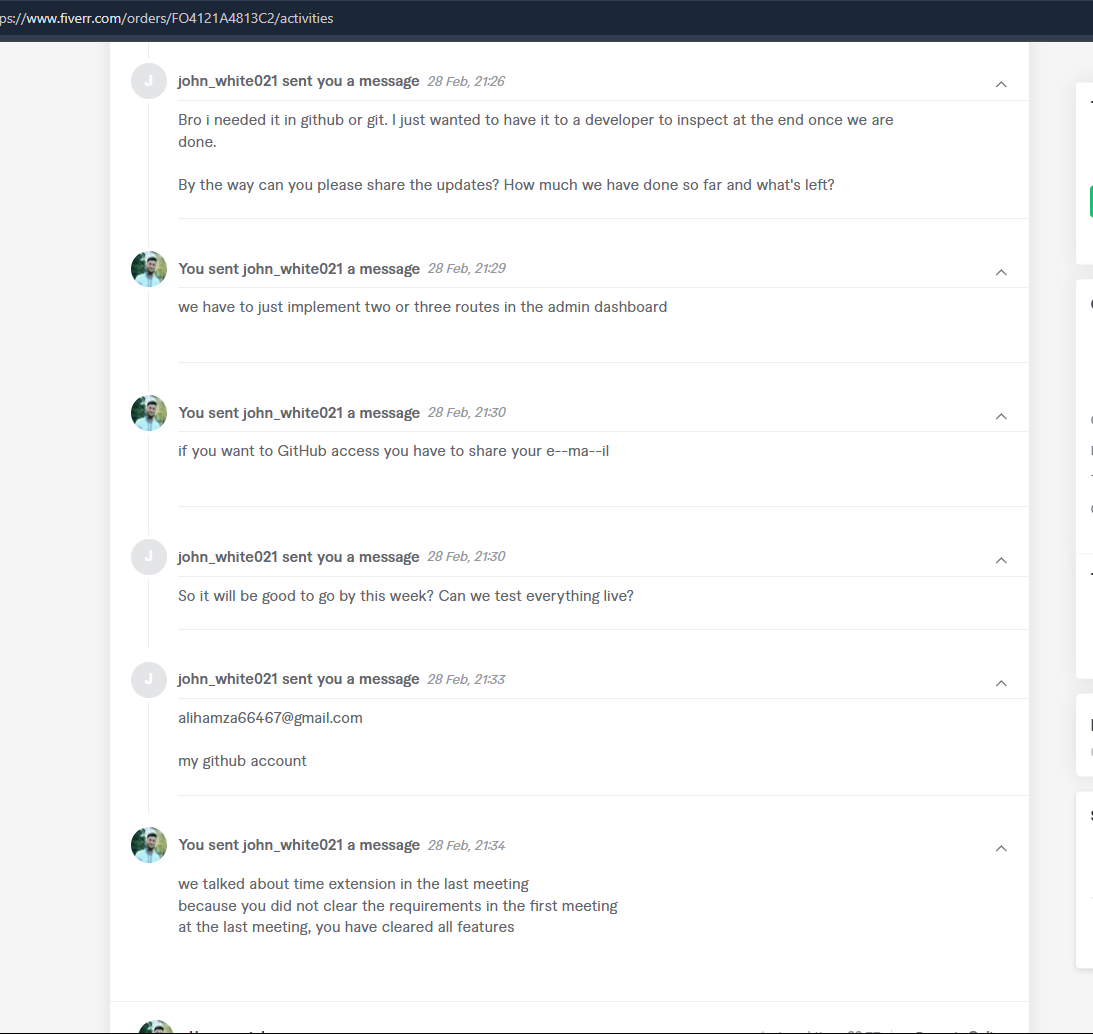 ps://www.fiverr.com/orders/FO4121A4813C2/activities
J
john_white021 sent you a message 28 Feb, 21:26
Bro i needed it in github or git. I just wanted to have it to a developer to inspect at the end once we are
done.
By the way can you please share the updates? How much we have done so far and what's left?
You sent john_white021 a message 28 Feb, 21:29
we have to just implement two or three routes in the admin dashboard
You sent john_white021 a message 28 Feb, 21:30
if you want to GitHub access you have to share your e--ma--il
J
john_white021 sent you a message 28 Feb, 21:30
So it will be good to go by this week? Can we test everything live?
J
john_white021 sent you a message 28 Feb, 21:33
alihamza66467@gmail.com
my github account
You sent john_white021 a message 28 Feb, 21:34
we talked about time extension in the last meeting
because you did not clear the requirements in the first meeting
at the last meeting, you have cleared all features